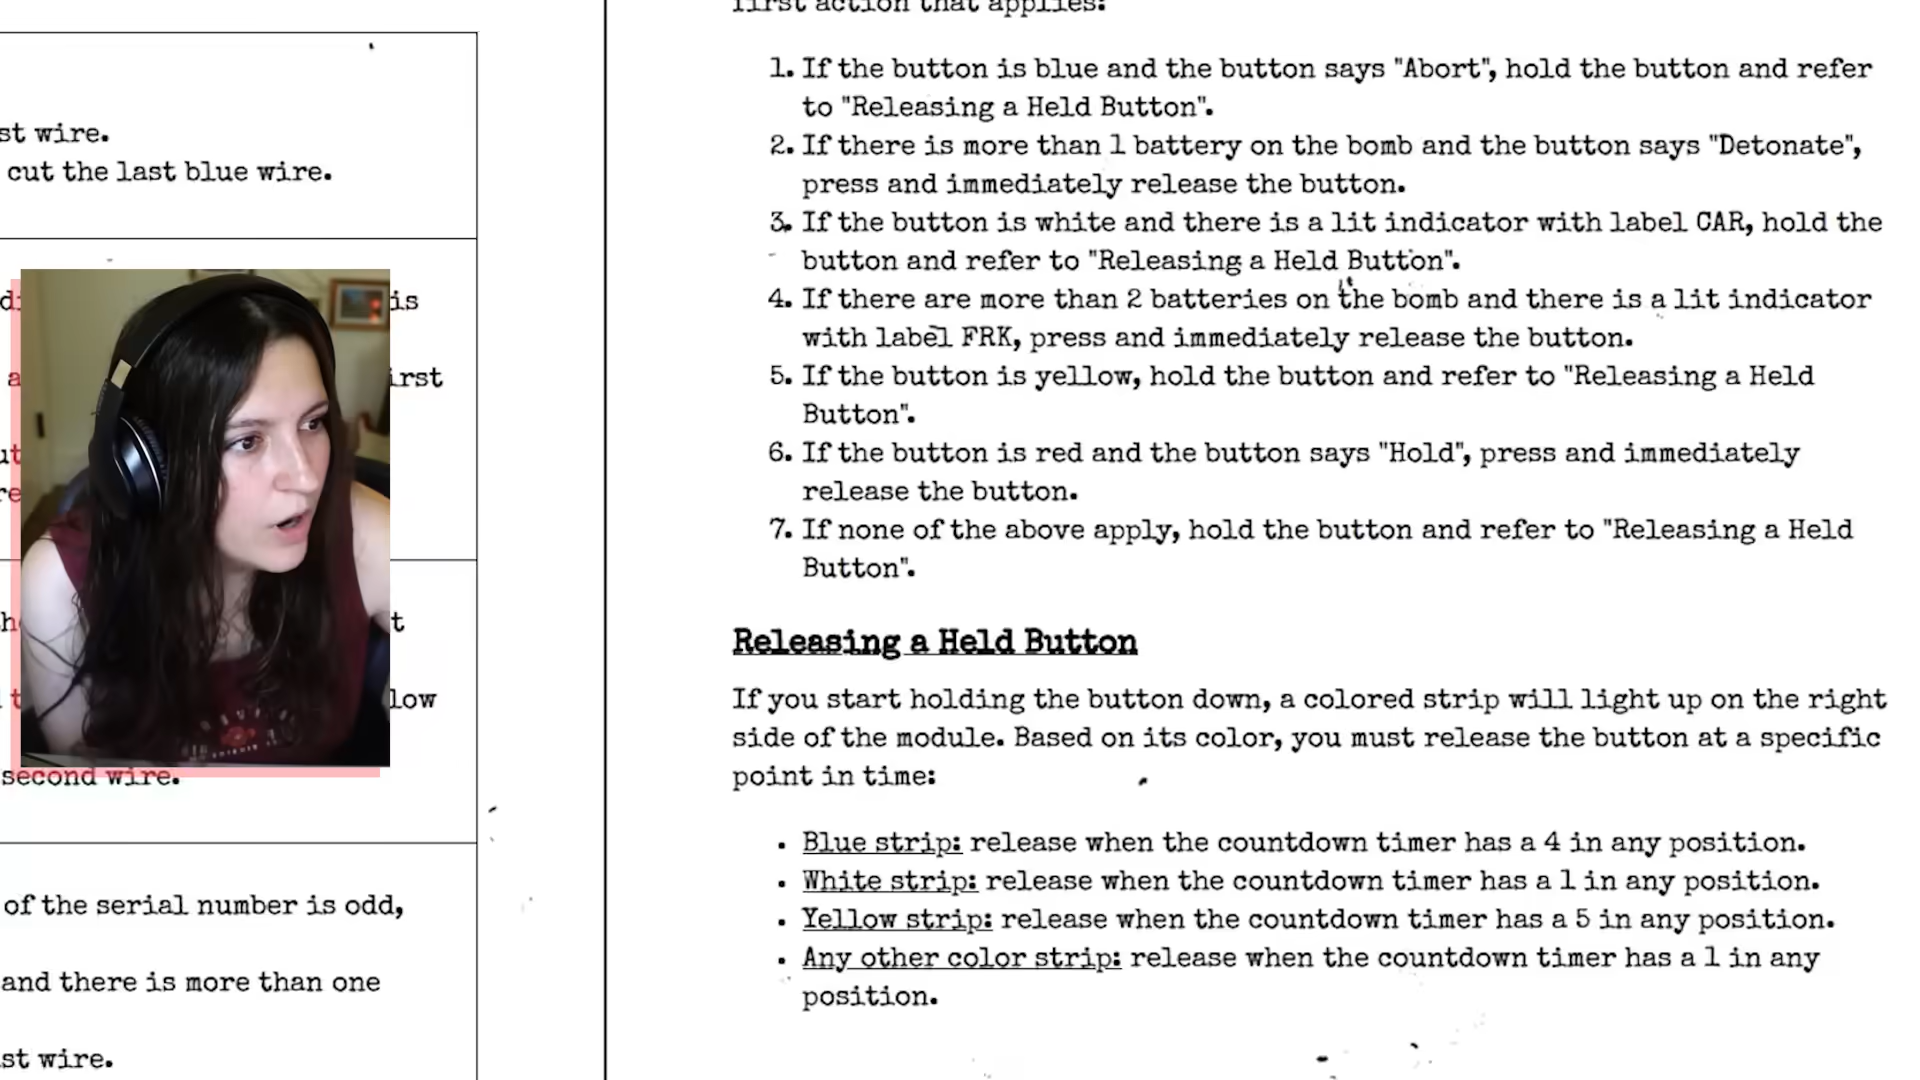 st wire.
cut the last blue wire.
is
irst
low
second wire.
of the serial number is odd,
and there is more than one
st wire.
first action that applies:
1. If the button is blue and the button says "Abort", hold the button and refer
to "Releasing a Held Button".
2. If there is more than 1 battery on the bomb and the button says "Detonate",
press and immediately release the button.
3. If the button is white and there is a lit indicator with label CAR, hold the
button and refer to "Releasing a Held Button".
4. If there are more than 2 batteries on the bomb and there is a lit indicator
with label FRK, press and immediately release the button.
5. If the button is yellow, hold the button and refer to "Releasing a Held
Button".
6. If the button is red and the button says "Hold", press and immediately
release the button.
7. If none of the above apply, hold the button and refer to "Releasing a Held
Button".
Releasing a Held Button
If you start holding the button down, a colored strip will light up on the right
side of the module. Based on its color, you must release the button at a specific
point in time:
• Blue strip: release when the countdown timer has a 4 in any position.
• White strip: release when the countdown timer has a 1 in any position.
• Yellow strip: release when the countdown timer has a 5 in any position.
• Any other color strip: release when the countdown timer has a 1 in any
position.